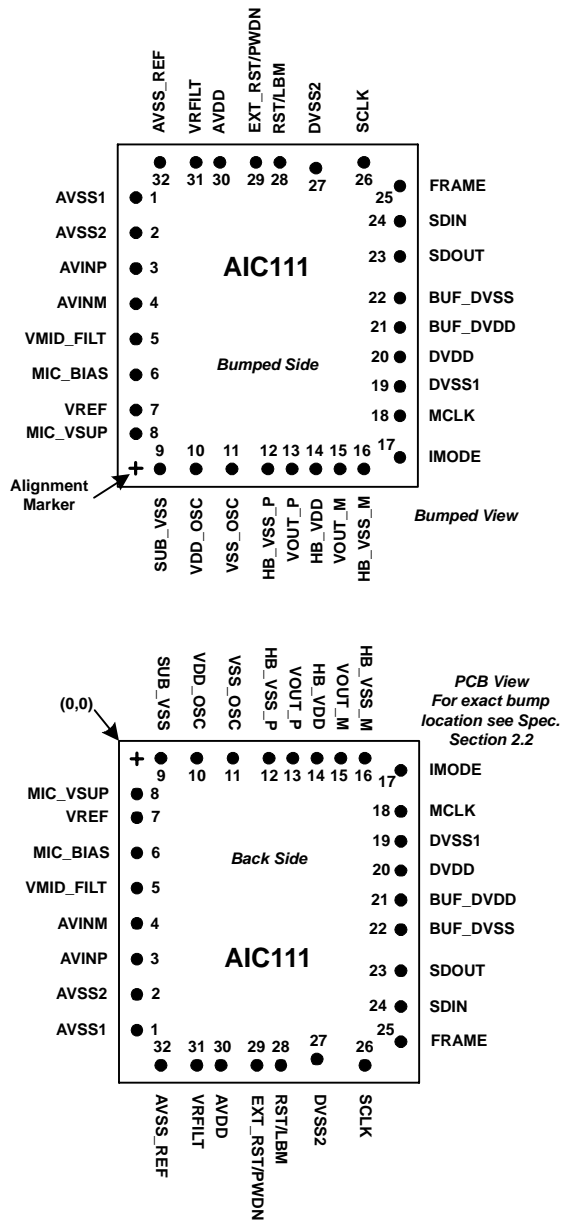 AVSS_REF
VRFILT
AVDD
EXT_RST/PWDN
RST/LBM
DVSS2
SCLK
32 31 30 29 28 27 26
AVSS1 1
AVSS2 2
AVINP 3
AVINM 4
VMID_FILT 5
MIC_BIAS 6
VREF 7
MIC_VSUP 8
25 FRAME
24 SDIN
23 SDOUT
22 BUF_DVSS
21 BUF_DVDD
20 DVDD
19 DVSS1
18 MCLK
17 IMODE
AIC111
Bumped Side
9 10 11 12 13 14 15 16
Alignment
Marker
SUB_VSS
VDD_OSC
VSS_OSC
HB_VSS_P
VOUT_P
HB_VDD
VOUT_M
HB_VSS_M
Bumped View
SUB_VSS
VDD_OSC
VSS_OSC
HB_VSS_P
VOUT_P
HB_VDD
VOUT_M
HB_VSS_M
PCB View
For exact bump
location see Spec.
Section 2.2
(0,0)
9 10 11 12 13 14 15 16
MIC_VSUP 8
VREF 7
MIC_BIAS 6
VMID_FILT 5
AVINM 4
AVINP 3
AVSS2 2
AVSS1 1
17 IMODE
18 MCLK
19 DVSS1
20 DVDD
21 BUF_DVDD
22 BUF_DVSS
23 SDOUT
24 SDIN
25 FRAME
Back Side
AIC111
32 31 30 29 28 27 26
AVSS_REF
VRFILT
AVDD
EXT_RST/PWDN
RST/LBM
DVSS2
SCLK